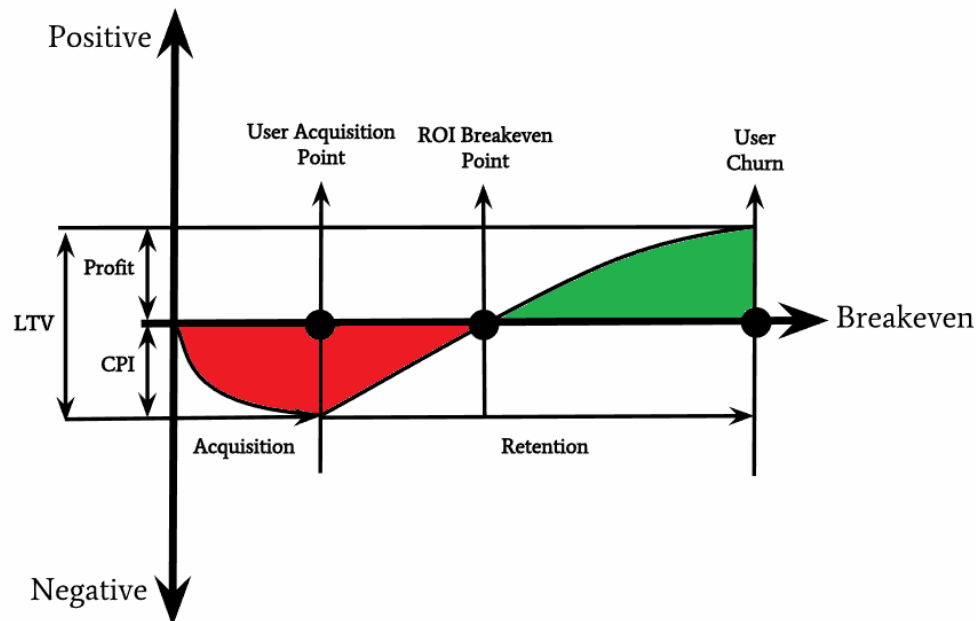 Positive
User Acquisition
Point
ROI Breakeven
Point
User
Churn
Profit
LTV
CPI
Breakeven
Acquisition
Retention
Negative